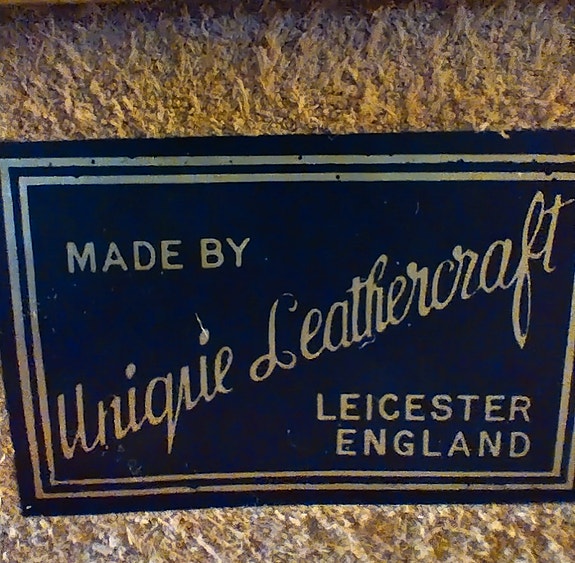 MADE BY
Unique Leathercraft
LEICESTER
ENGLAND